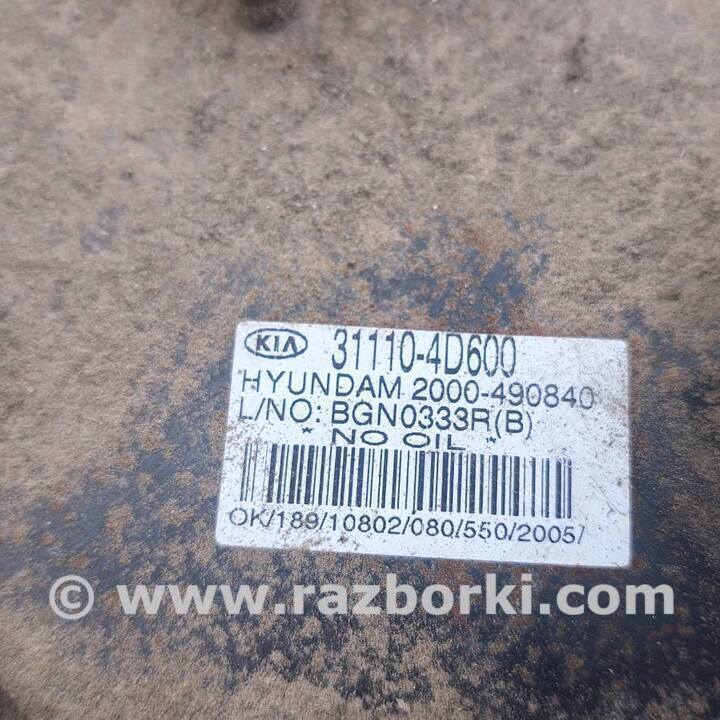 KIA 31110-4D600
HYUNDAM 2000-490840
L/NO: BGN0333R(B)
* NO OIL *
OK/189/10802/080/550/2005/
© www.razborki.com